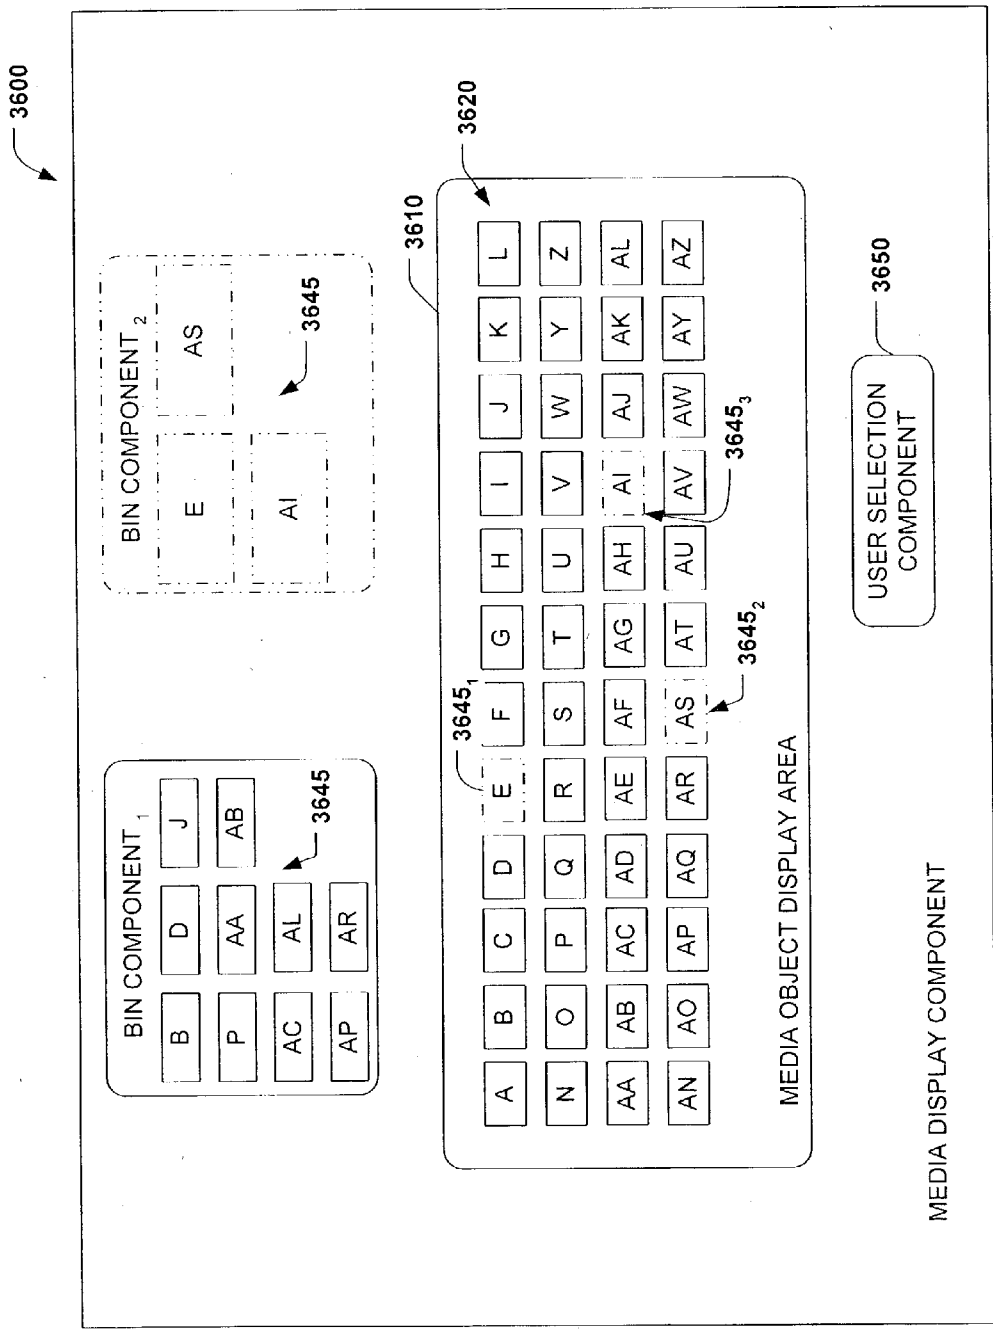 3600
BIN COMPONENT 1
B D J
P AA AB
AC AL
AP AR
3645
BIN COMPONENT 2
E AS
AI
3645
3610
3620
3645 1
A B C D E F G H I J K L
N O P Q R S T U V W Y Z
AA AB AC AD AE AF AG AH AI AJ AK AL
AN AO AP AQ AR AS AT AU AV AW AY AZ
3645 2
3645 3
MEDIA OBJECT DISPLAY AREA
USER SELECTION
COMPONENT
3650
MEDIA DISPLAY COMPONENT